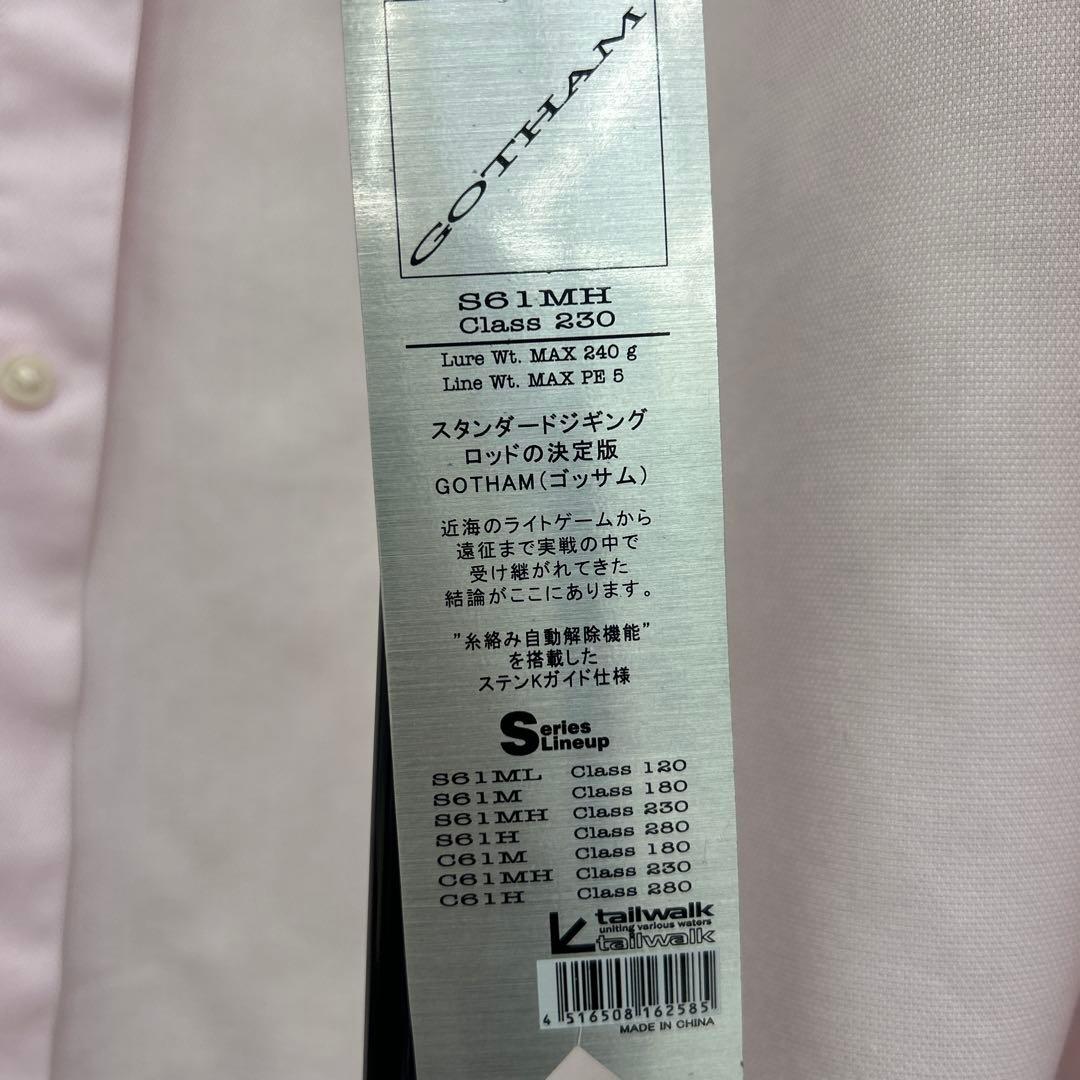 GOTHAM
S61MH
Class 230
Lure Wt. MAX 240 g
Line Wt. MAX PE 5
スタンダードジギング
ロッドの決定版
GOTHAM(ゴッサム)
近海のライトゲームから
遠征まで実戦の中で
受け継がれてきた
結論がここにあります。
"糸絡み自動解除機能"
を搭載した
ステンKガイド仕様
Series Lineup
S61ML Class 120
S61M Class 180
S61MH Class 230
S61H Class 280
C61M Class 180
C61MH Class 230
C61H Class 280
tailwalk
uniting various waters
tailwalk
4 516508 162585
MADE IN CHINA